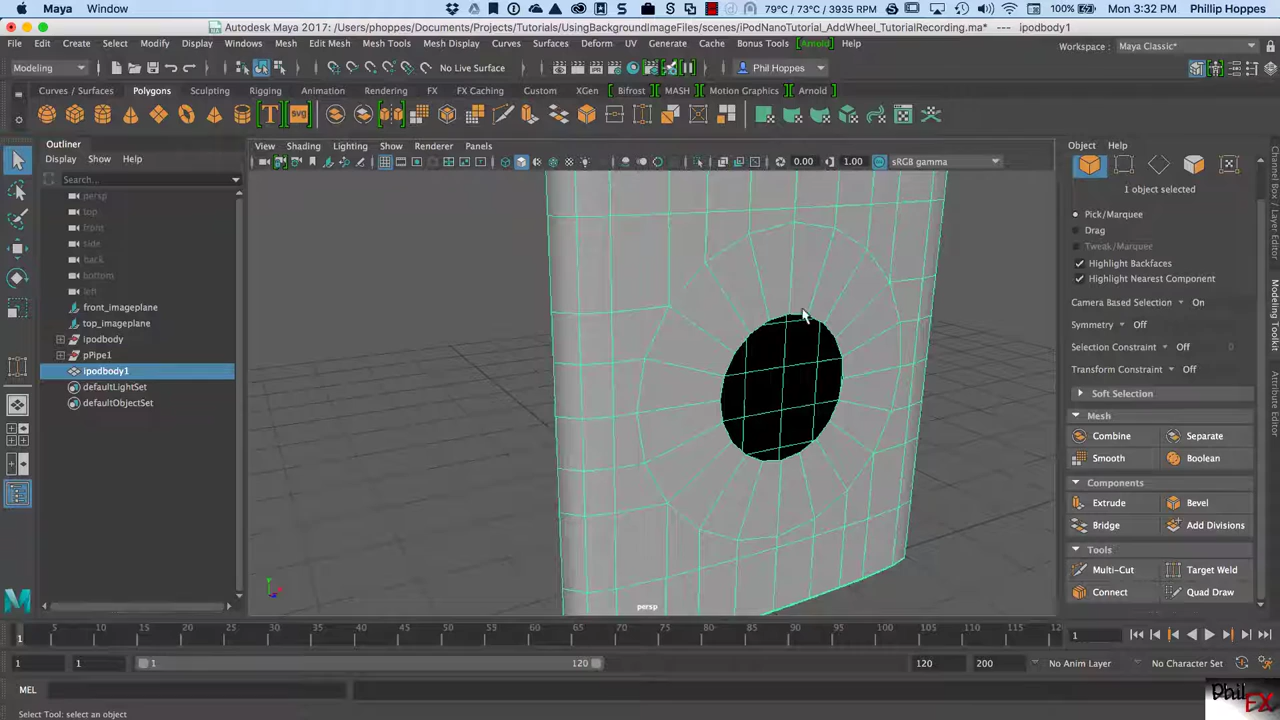 Maya Window 79°C / 73°C / 3935 RPM 100% Mon 3:32 PM Phillip Hoppes
Autodesk Maya 2017: /Users/phoppes/Documents/Projects/Tutorials/UsingBackgroundImageFiles/scenes/iPodNanoTutorial_AddWheel_TutorialRecording.ma* --- ipodbody1
File Edit Create Select Modify Display Windows Mesh Edit Mesh Mesh Tools Mesh Display Curves Surfaces Deform UV Generate Cache Bonus Tools [Arnold] Help
Workspace : Maya Classic*
Modeling No Live Surface Phil Hoppes
Curves / Surfaces Polygons Sculpting Rigging Animation Rendering FX FX Caching Custom XGen Bifrost MASH Motion Graphics Arnold
Outliner
Display Show Help
Search...
persp
top
front
side
back
bottom
left
front_imageplane
top_imageplane
ipodbody
pPipe1
ipodbody1
defaultLightSet
defaultObjectSet
View Shading Lighting Show Renderer Panels
0.00 1.00 sRGB gamma
persp
Object Help
1 object selected
Pick/Marquee
Drag
Tweak/Marquee
Highlight Backfaces
Highlight Nearest Component
Camera Based Selection On
Symmetry Off
Selection Constraint Off 0
Transform Constraint Off
Soft Selection
Mesh
Combine Separate
Smooth Boolean
Components
Extrude Bevel
Bridge Add Divisions
Tools
Multi-Cut Target Weld
Connect Quad Draw
Channel Box / Layer Editor
Modeling Toolkit
Attribute Editor
5 10 15 20 25 30 35 40 45 50 55 60 65 70 75 80 85 90 95 100 105 110 115 12
1 1
1 1 1 120 120 200 No Anim Layer No Character Set
MEL
Select Tool: select an object
Phil
FX